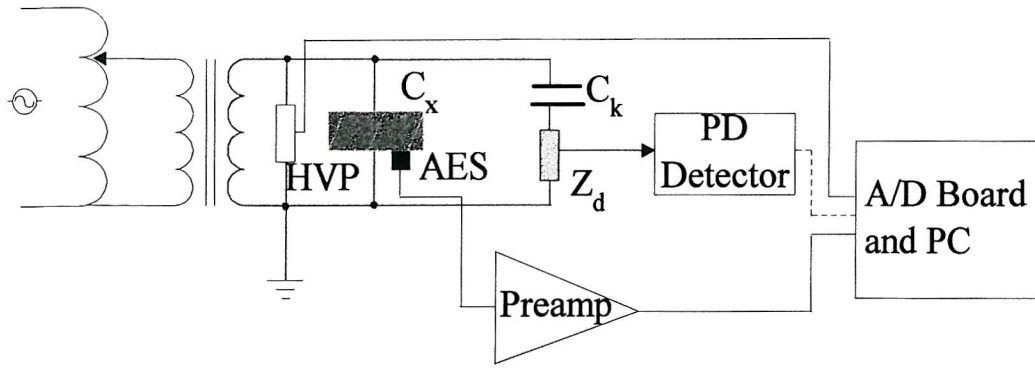 C_x
C_k
HVP
AES
Z_d
PD
Detector
A/D Board
and PC
Preamp